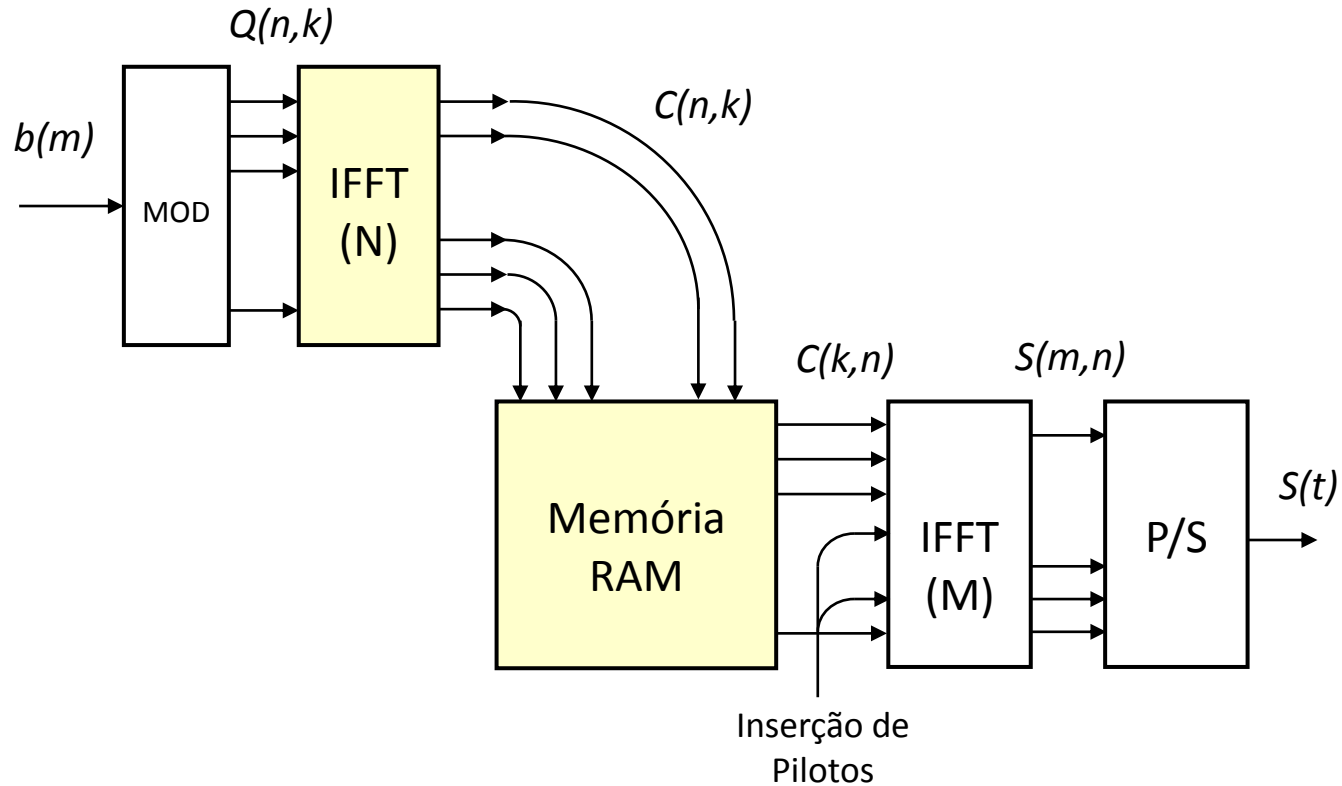 Q(n,k)
C(n,k)
b(m)
MOD
IFFT
(N)
C(k,n)
S(m,n)
S(t)
Memória
RAM
IFFT
(M)
P/S
Inserção de
Pilotos